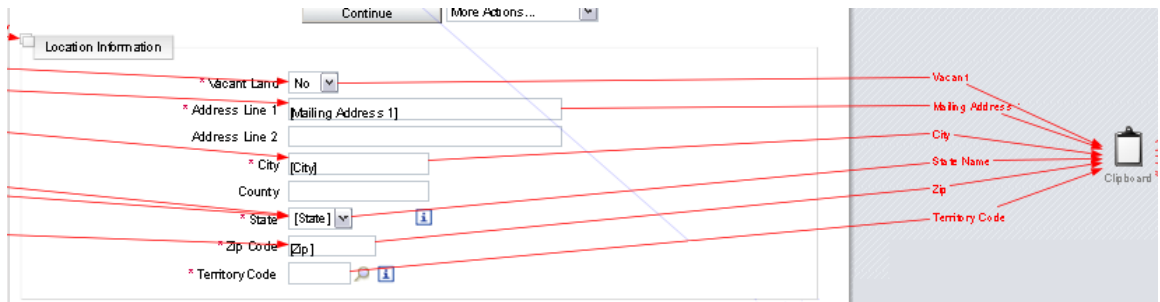 Continue More Actions...
Location Information
* Vacant Land No Vacant
* Address Line 1 [Mailing Address 1] Mailing Address
Address Line 2
* City [City] City
County
* State [State] State Name
* Zip Code [Zip] Zip
* Territory Code Territory Code
Clipboard